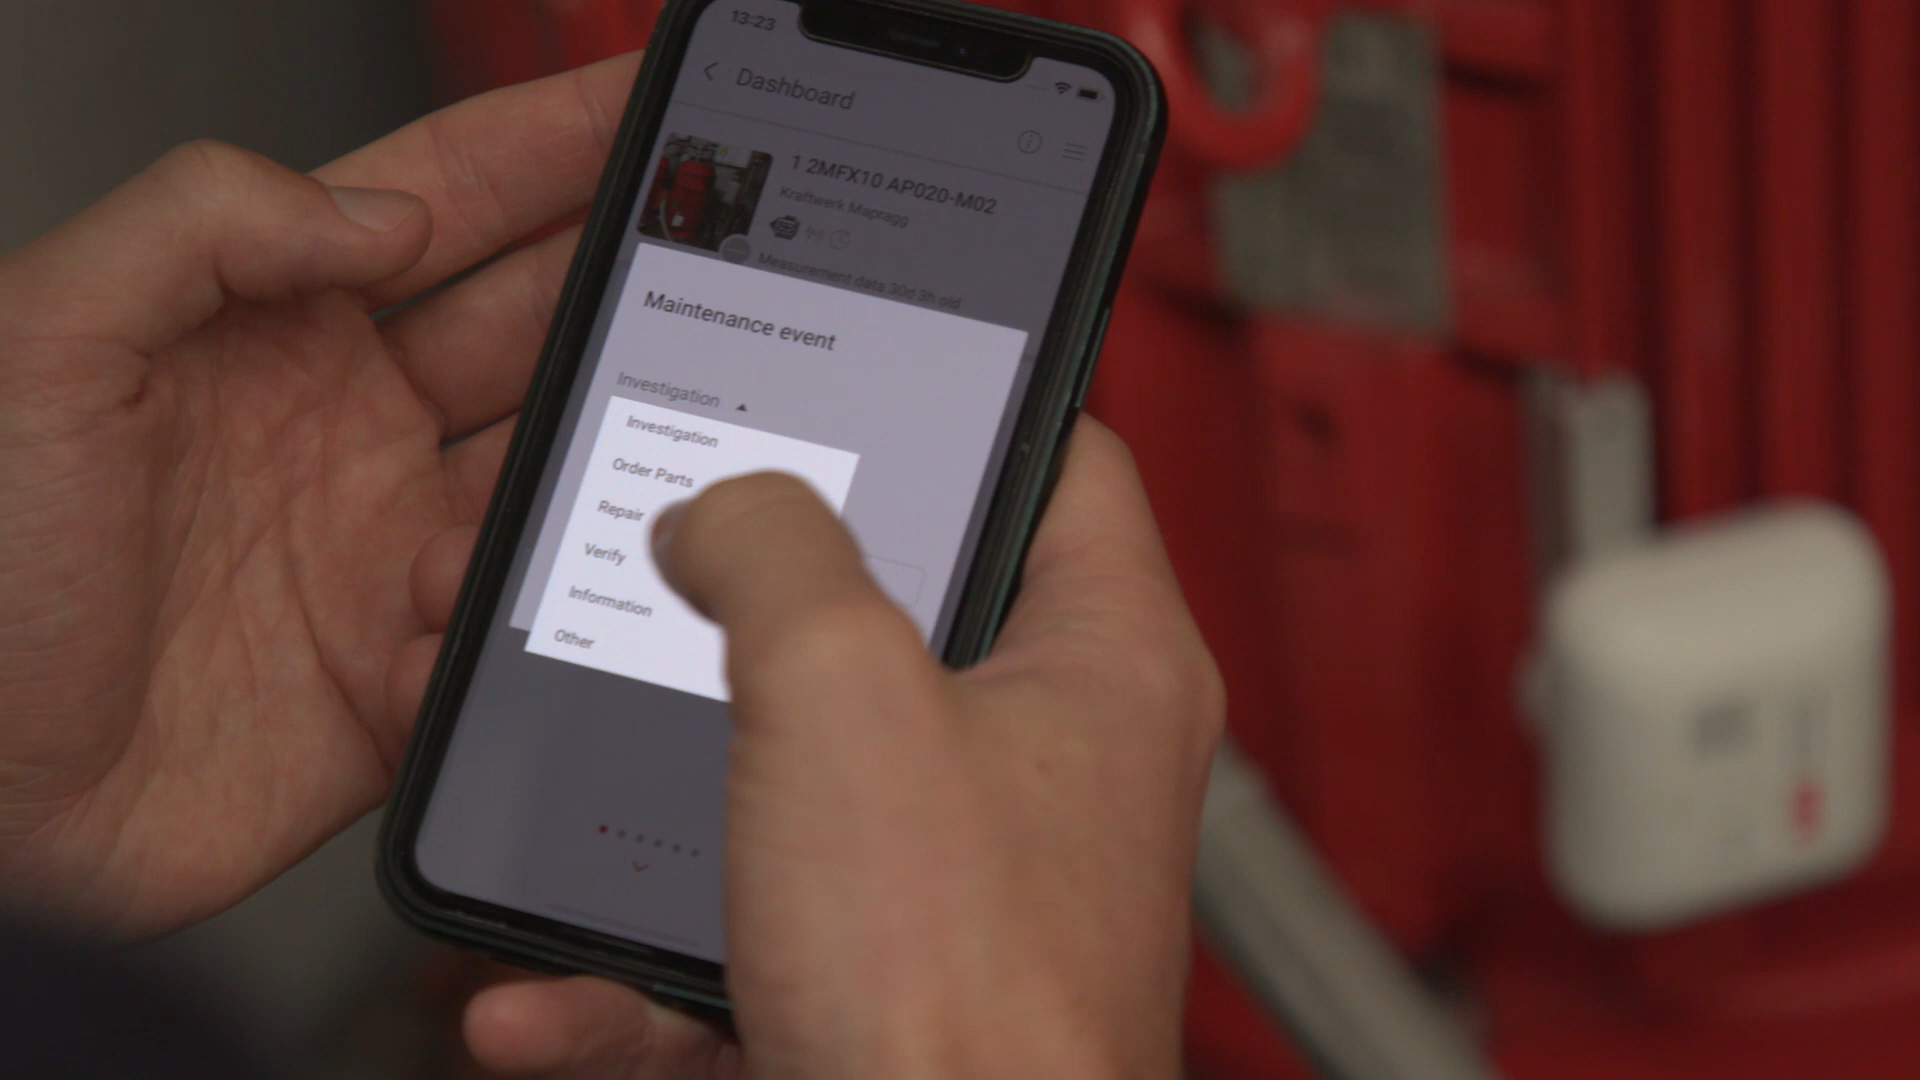 13:23
Dashboard
1 2MFX10 AP020-M02
Kraftwerk Mapragg
Measurement data 30d 3h old
Maintenance event
Investigation
Investigation
Order Parts
Repair
Verify
Information
Other